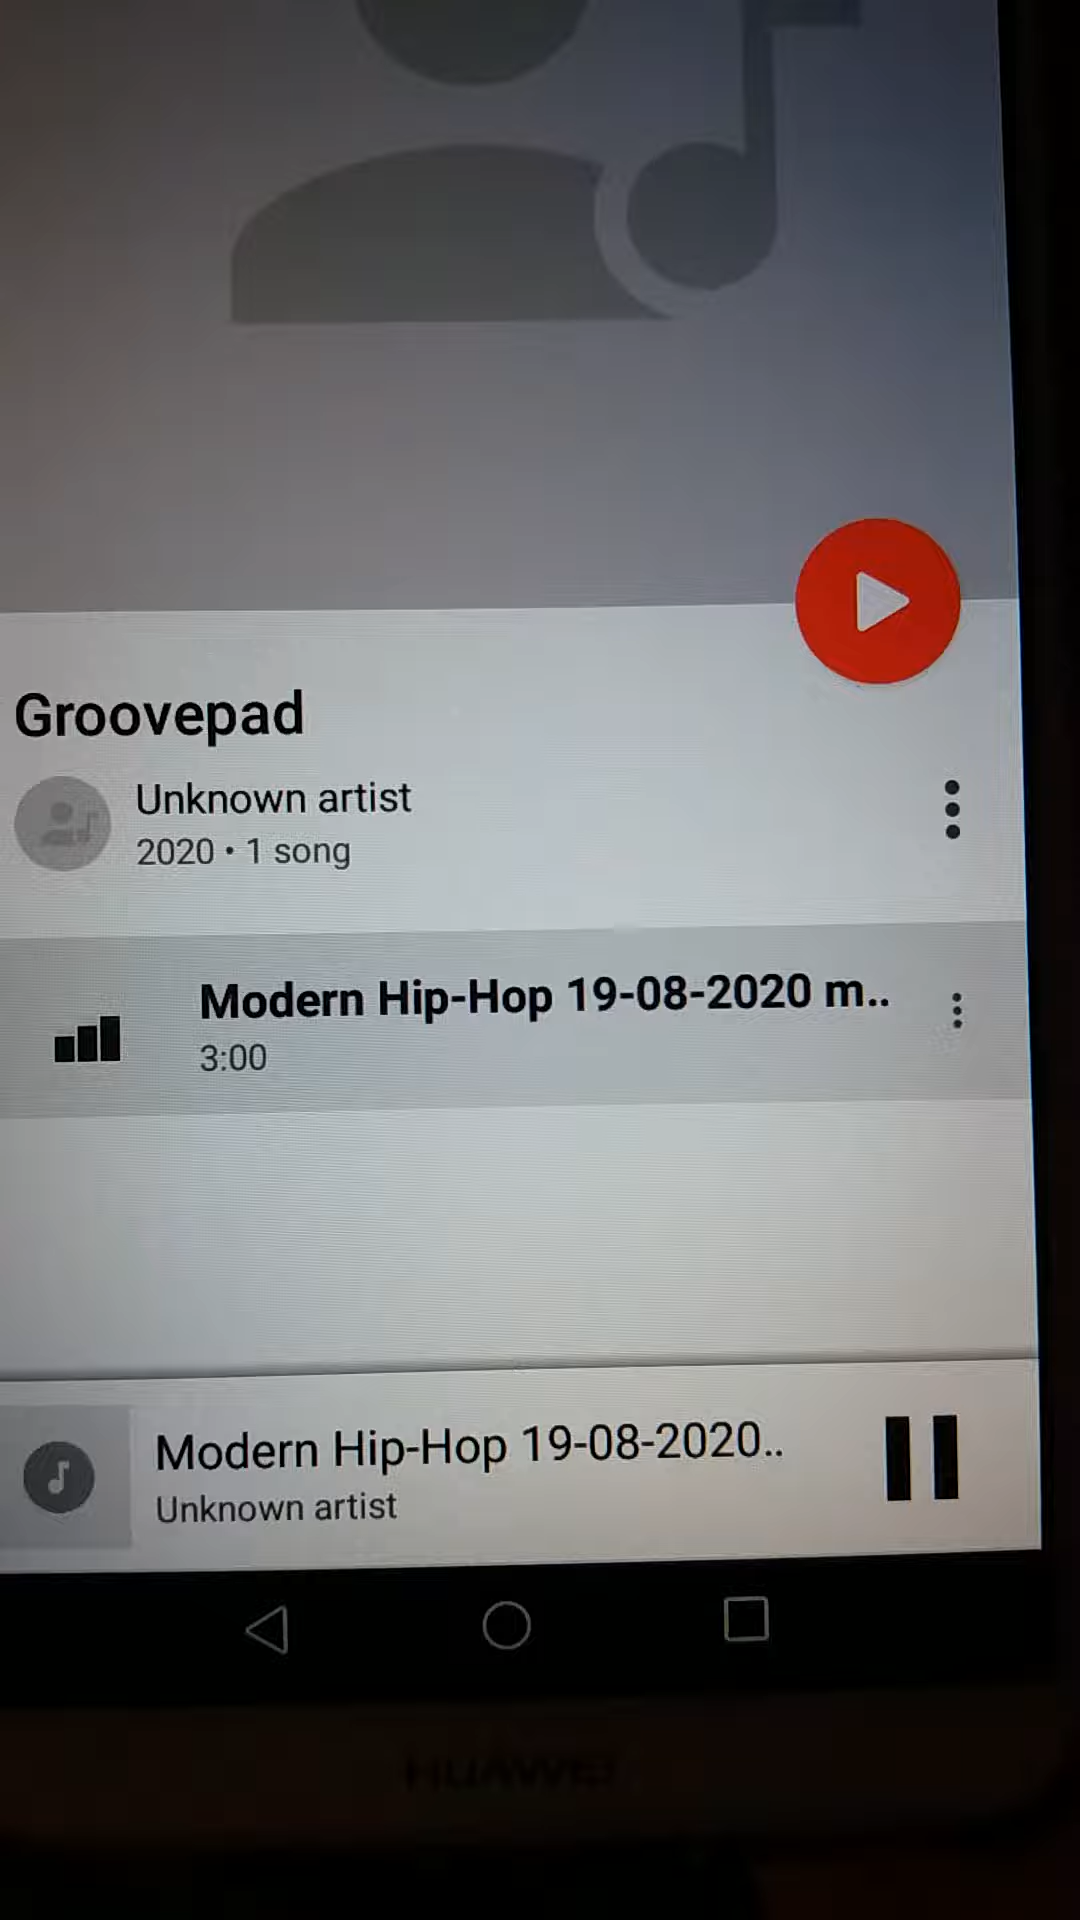 Groovepad
Unknown artist
2020 • 1 song
Modern Hip-Hop 19-08-2020 m..
3:00
Modern Hip-Hop 19-08-2020..
Unknown artist
HUAWEI